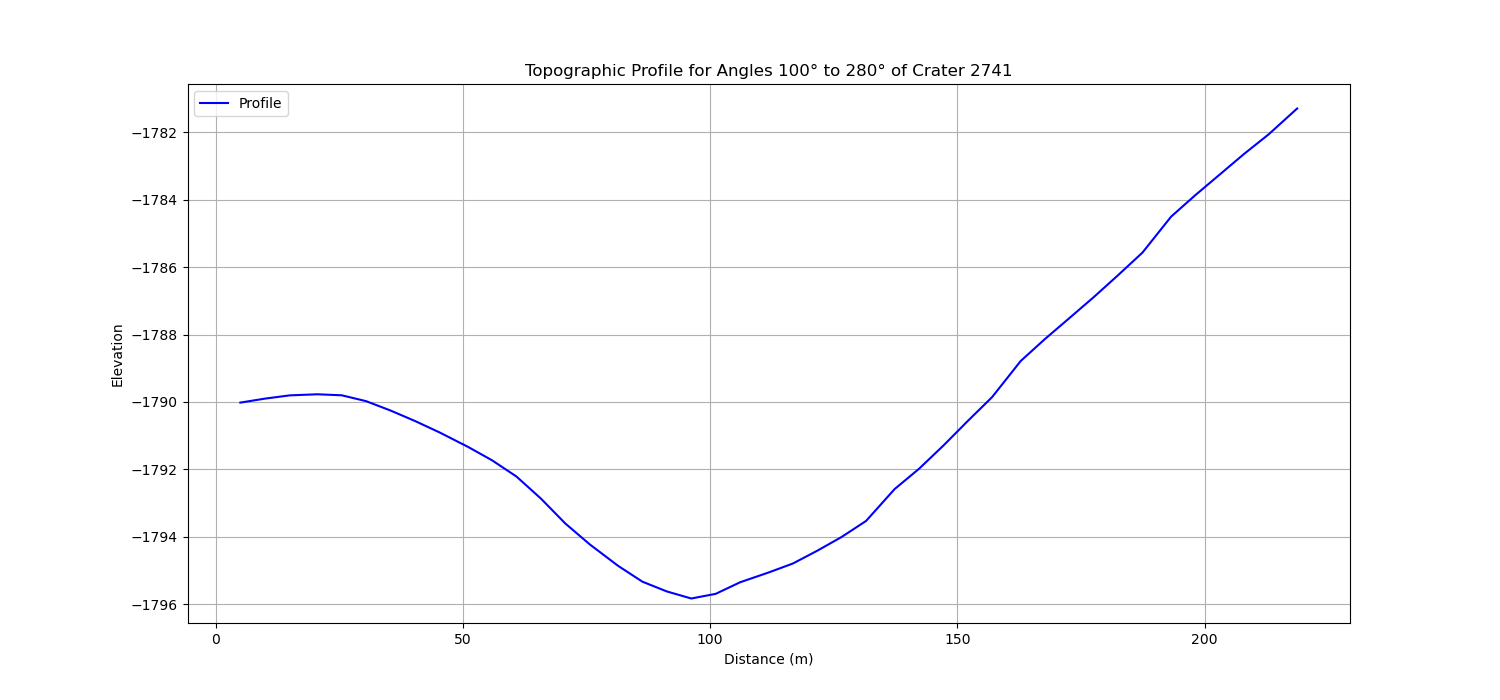 Topographic Profile for Angles 100° to 280° of Crater 2741
Profile
−1782
−1784
−1786
−1788
−1790
−1792
−1794
−1796
Elevation
0 50 100 150 200
Distance (m)